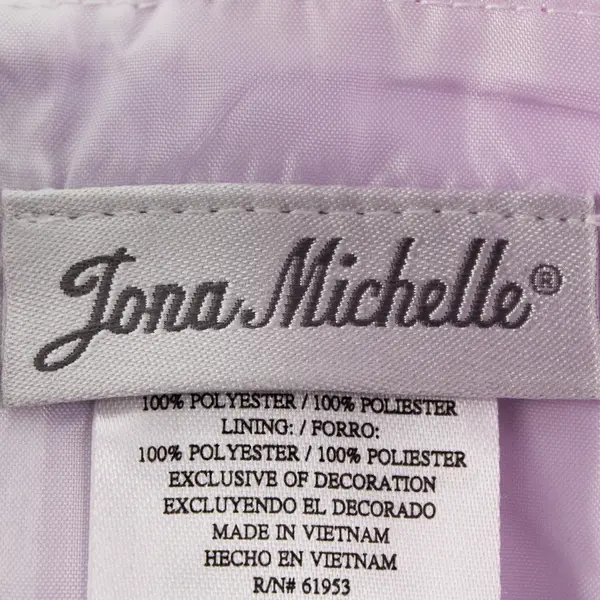 Jona Michelle®
100% POLYESTER / 100% POLIESTER
LINING: / FORRO:
100% POLYESTER / 100% POLIESTER
EXCLUSIVE OF DECORATION
EXCLUYENDO EL DECORADO
MADE IN VIETNAM
HECHO EN VIETNAM
R/N# 61953